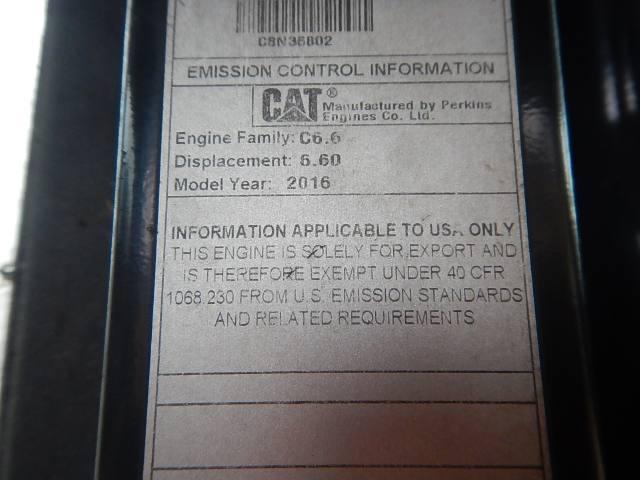 C8N36802
EMISSION CONTROL INFORMATION
CAT® Manufactured by Perkins
Engines Co. Ltd.
Engine Family: C6.6
Displacement: 6.60
Model Year: 2016
INFORMATION APPLICABLE TO USA ONLY
THIS ENGINE IS SOLELY FOR EXPORT AND
IS THEREFORE EXEMPT UNDER 40 CFR
1068.230 FROM U.S. EMISSION STANDARDS
AND RELATED REQUIREMENTS